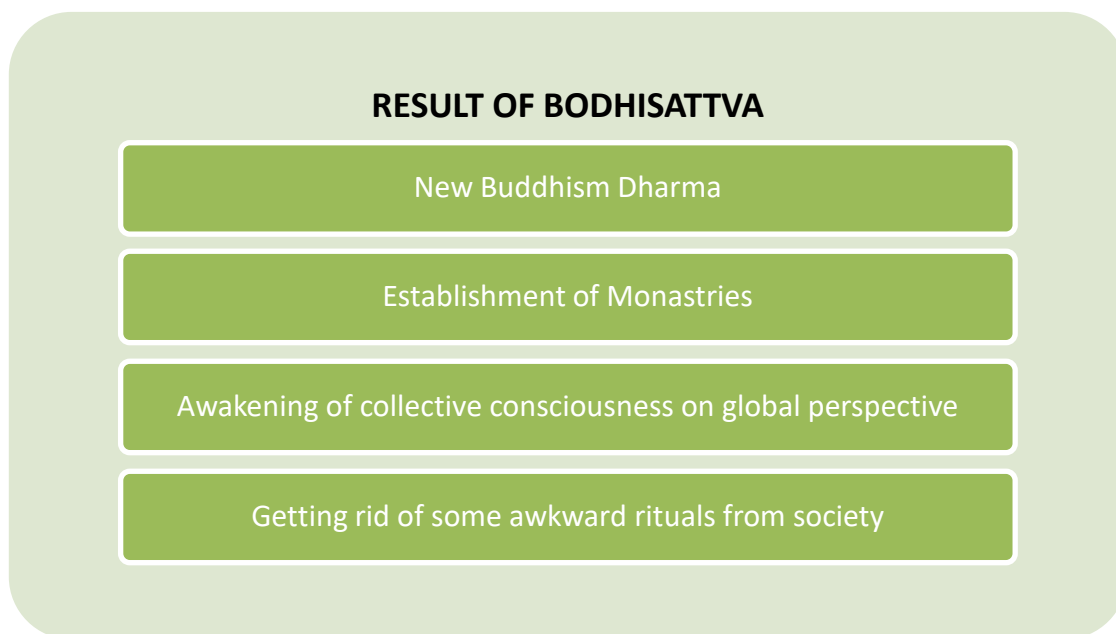 RESULT OF BODHISATTVA
New Buddhism Dharma
Establishment of Monastries
Awakening of collective consciousness on global perspective
Getting rid of some awkward rituals from society